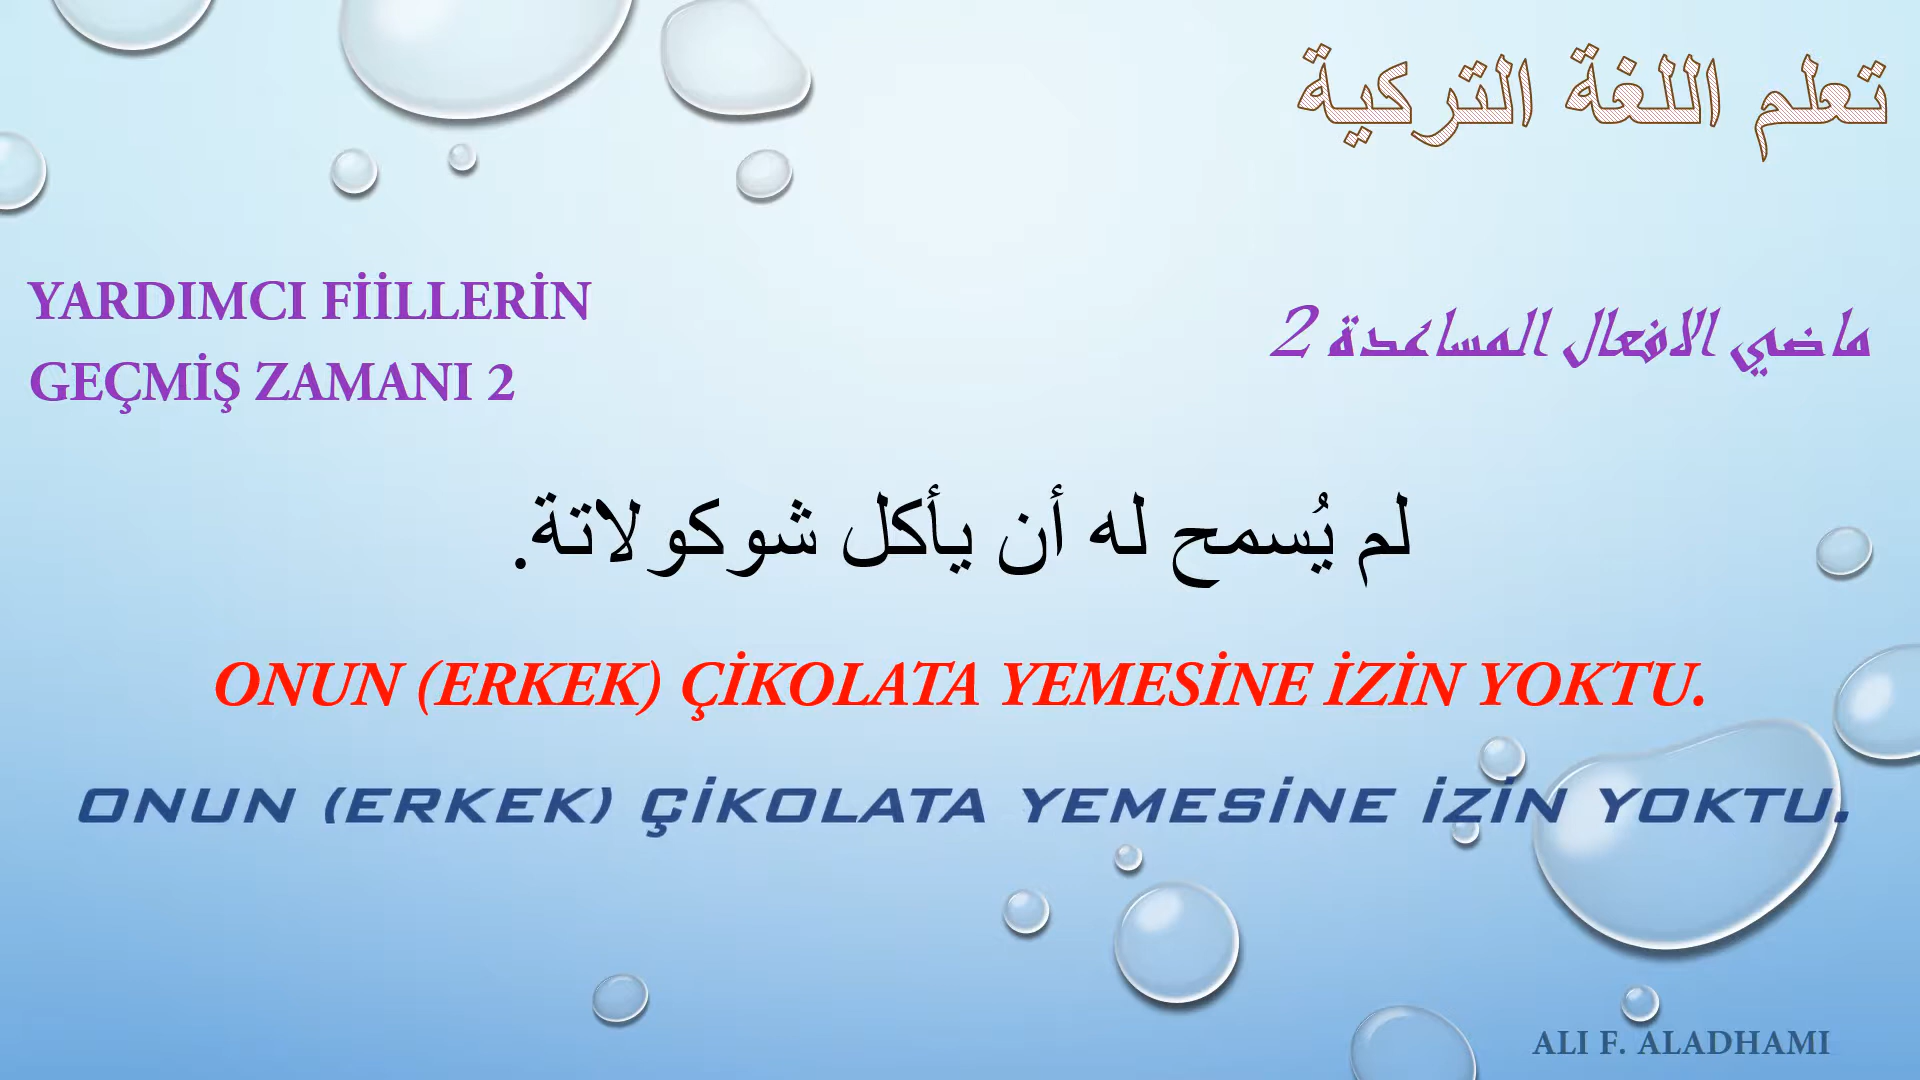 تعلم اللغة التركية
YARDIMCI FİİLLERİN
GEÇMİŞ ZAMANI 2
ماضي الافعال المساعدة 2
لم يُسمح له أن يأكل شوكولاتة.
ONUN (ERKEK) ÇİKOLATA YEMESİNE İZİN YOKTU.
ONUN (ERKEK) ÇİKOLATA YEMESİNE İZİN YOKTU.
ALI F. ALADHAMI